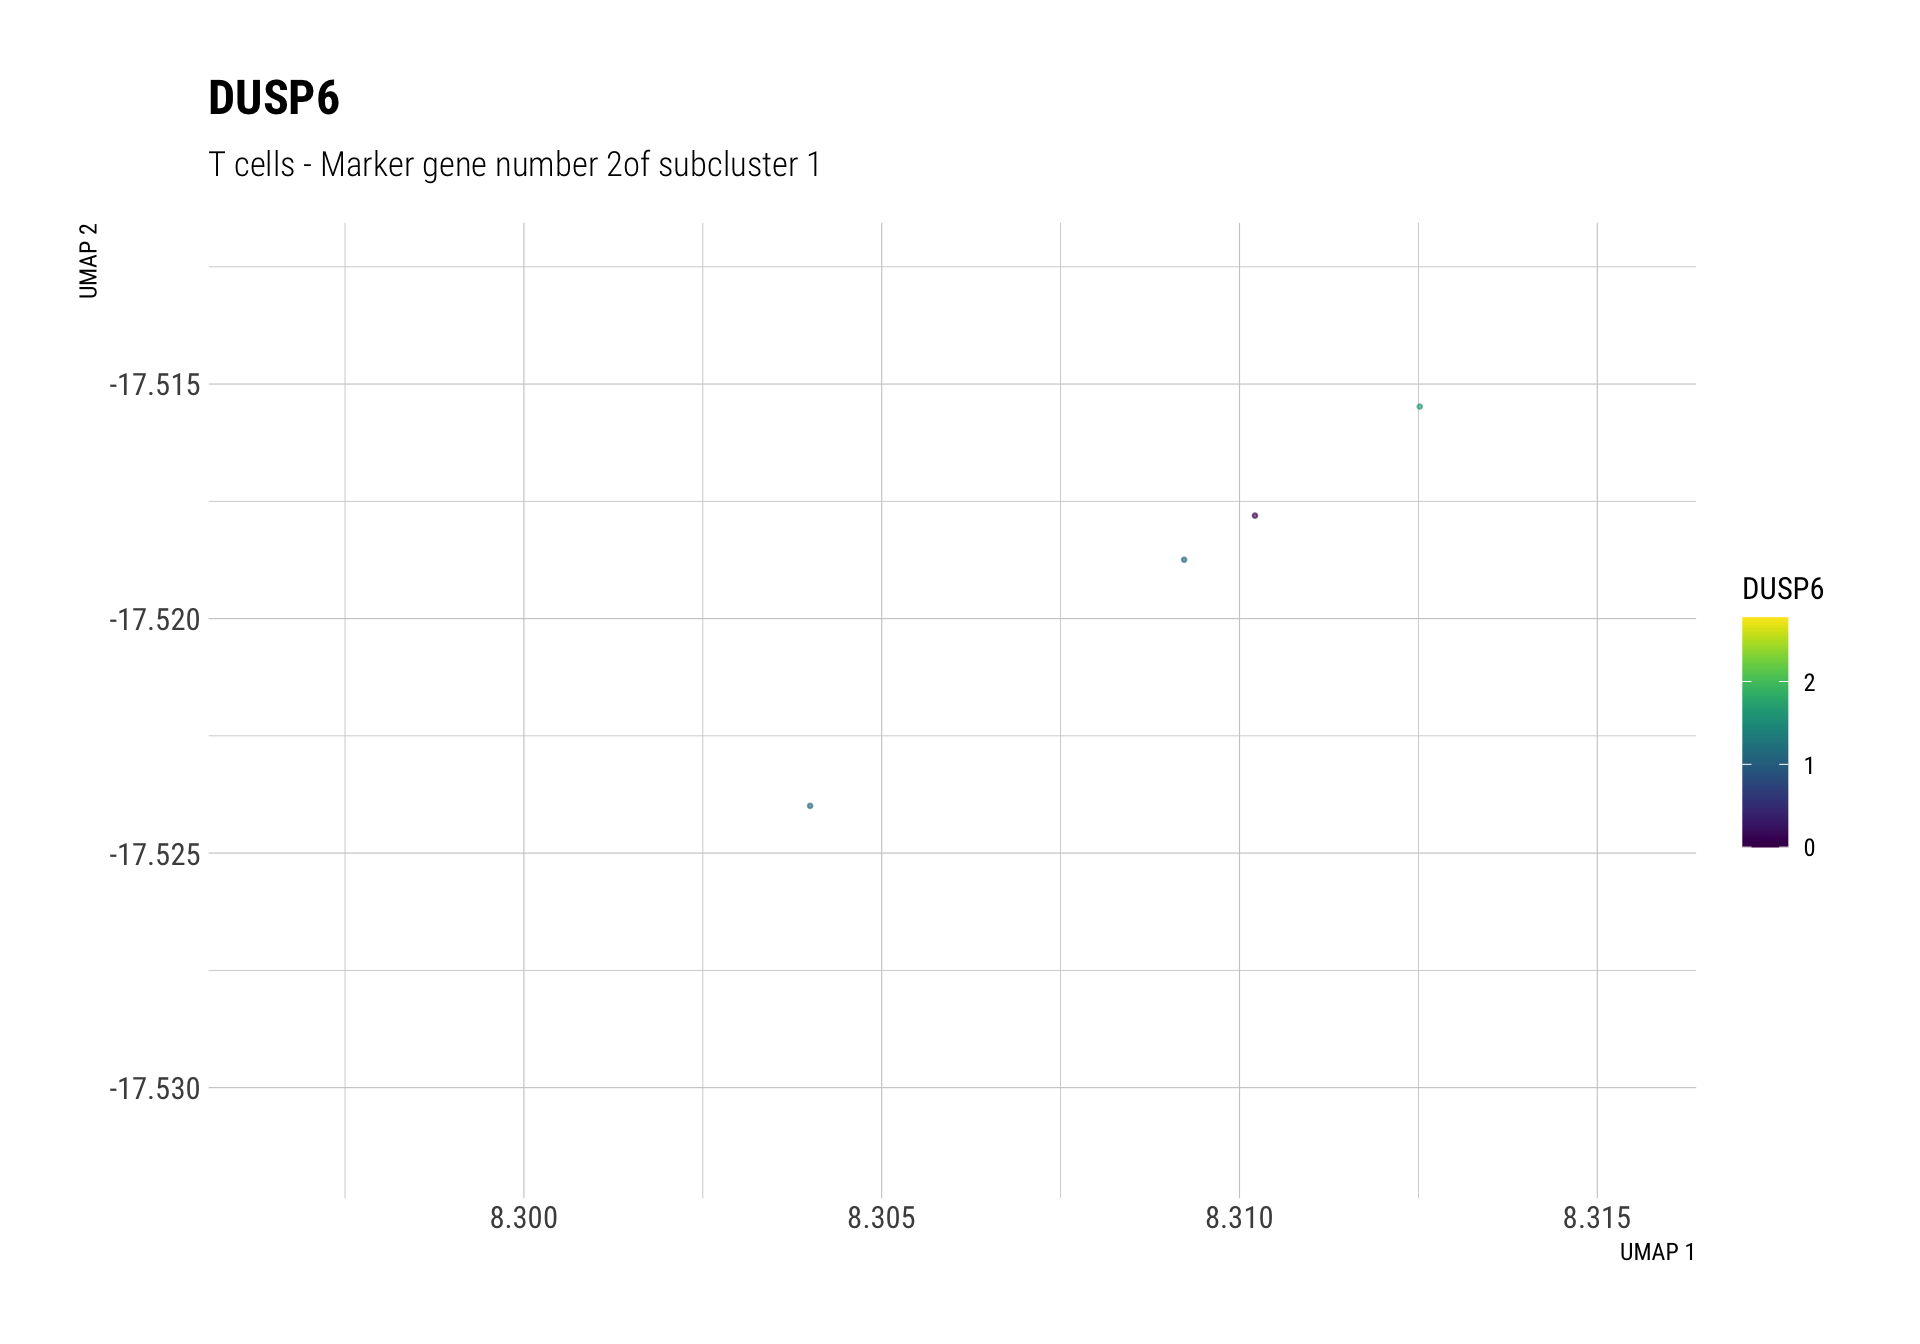 DUSP6
T cells - Marker gene number 2of subcluster 1
UMAP 2
-17.515
-17.520
-17.525
-17.530
8.300
8.305
8.310
8.315
UMAP 1
DUSP6
2
1
0